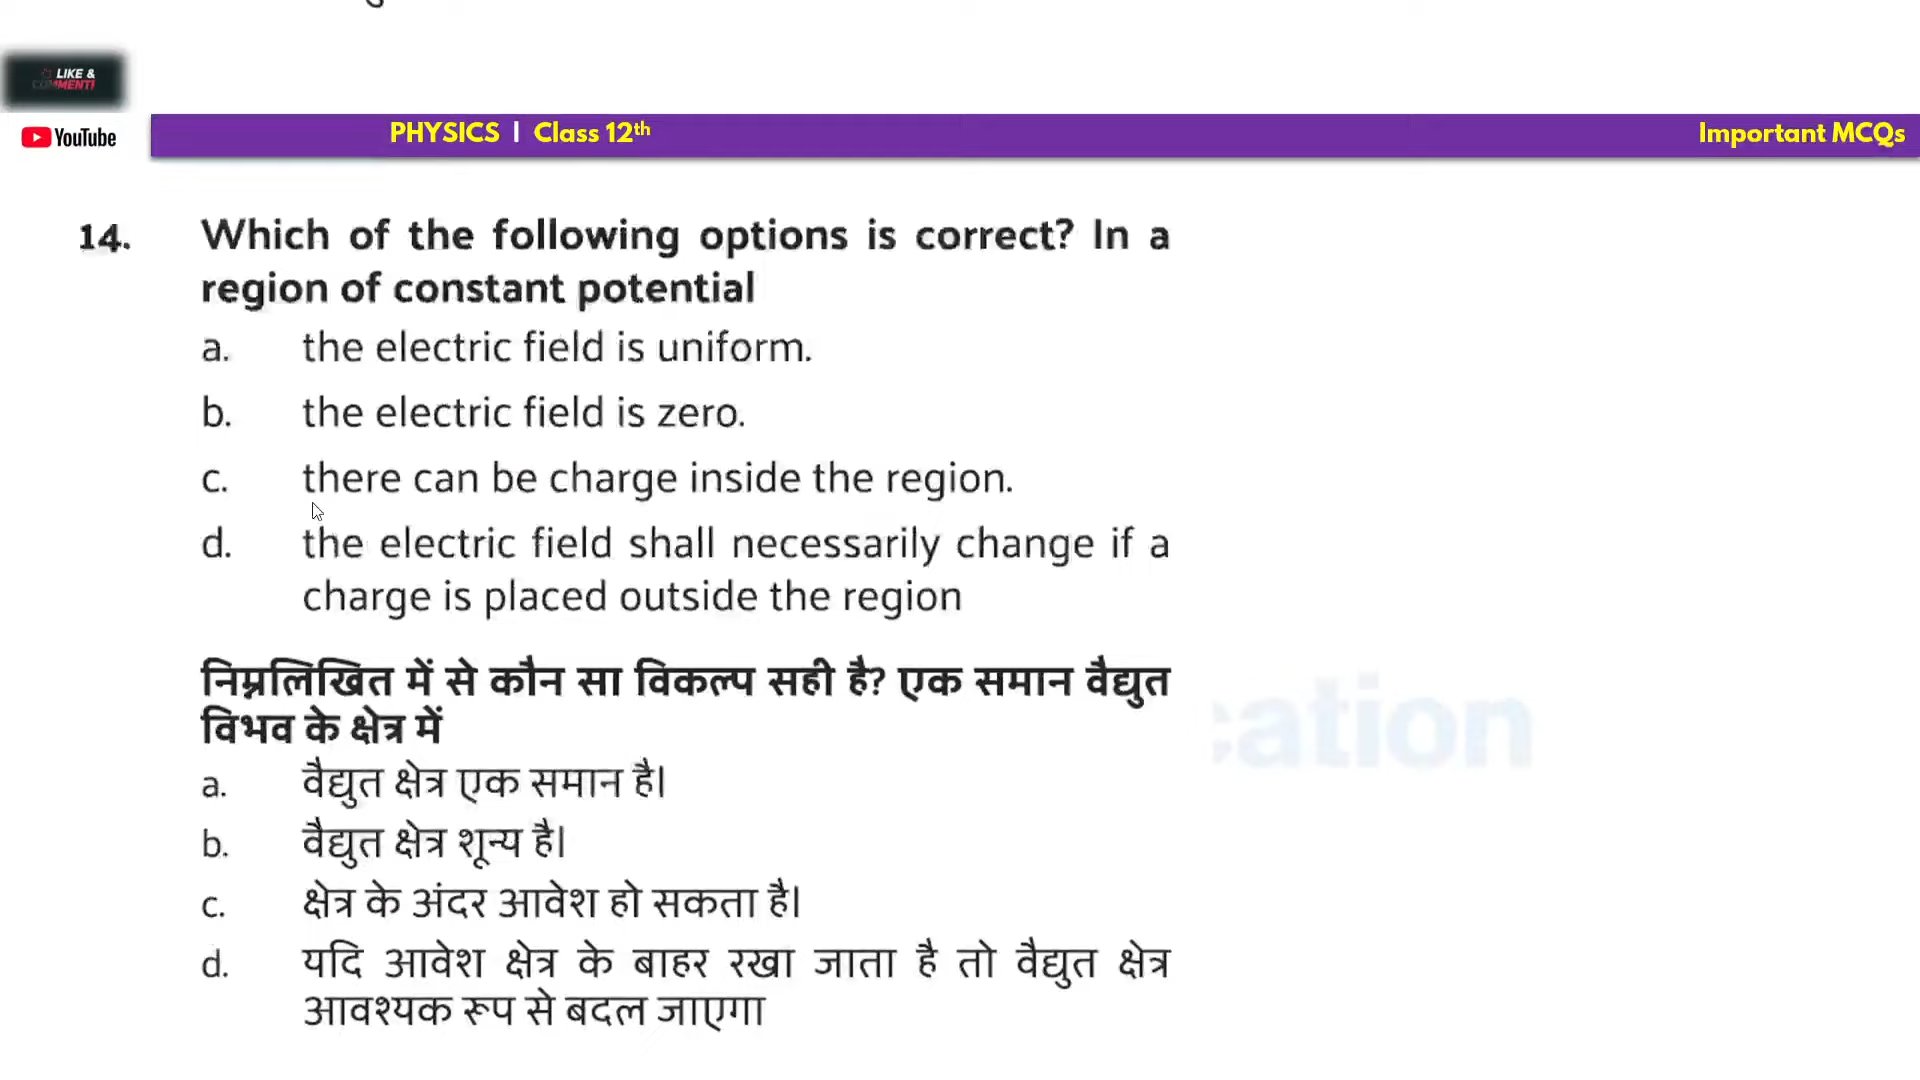 LIKE &
COMMENT!
YouTube
PHYSICS | Class 12th
Important MCQs
14. Which of the following options is correct? In a
region of constant potential
a. the electric field is uniform.
b. the electric field is zero.
c. there can be charge inside the region.
d. the electric field shall necessarily change if a
charge is placed outside the region
निम्नलिखित में से कौन सा विकल्प सही है? एक समान वैद्युत
विभव के क्षेत्र में
a. वैद्युत क्षेत्र एक समान है।
b. वैद्युत क्षेत्र शून्य है।
c. क्षेत्र के अंदर आवेश हो सकता है।
d. यदि आवेश क्षेत्र के बाहर रखा जाता है तो वैद्युत क्षेत्र
आवश्यक रूप से बदल जाएगा